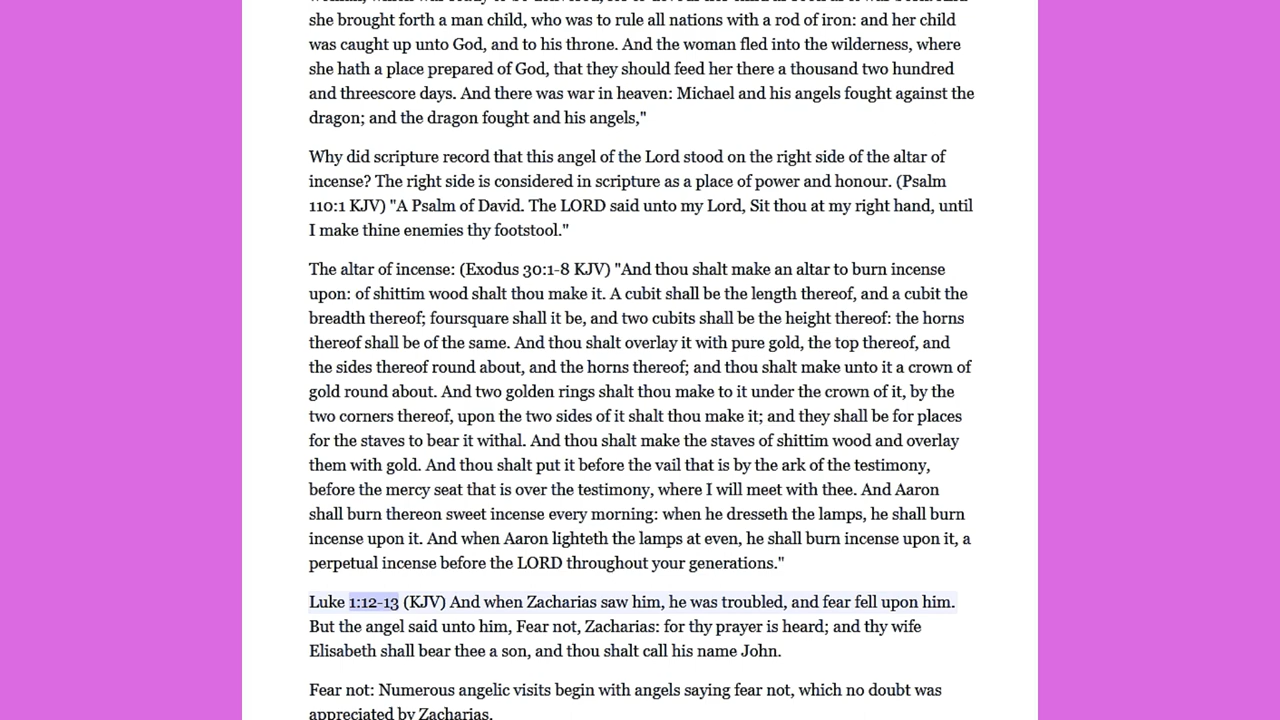 she brought forth a man child, who was to rule all nations with a rod of iron: and her child
was caught up unto God, and to his throne. And the woman fled into the wilderness, where
she hath a place prepared of God, that they should feed her there a thousand two hundred
and threescore days. And there was war in heaven: Michael and his angels fought against the
dragon; and the dragon fought and his angels,"
Why did scripture record that this angel of the Lord stood on the right side of the altar of
incense? The right side is considered in scripture as a place of power and honour. (Psalm
110:1 KJV) "A Psalm of David. The LORD said unto my Lord, Sit thou at my right hand, until
I make thine enemies thy footstool."
The altar of incense: (Exodus 30:1-8 KJV) "And thou shalt make an altar to burn incense
upon: of shittim wood shalt thou make it. A cubit shall be the length thereof, and a cubit the
breadth thereof; foursquare shall it be, and two cubits shall be the height thereof: the horns
thereof shall be of the same. And thou shalt overlay it with pure gold, the top thereof, and
the sides thereof round about, and the horns thereof; and thou shalt make unto it a crown of
gold round about. And two golden rings shalt thou make to it under the crown of it, by the
two corners thereof, upon the two sides of it shalt thou make it; and they shall be for places
for the staves to bear it withal. And thou shalt make the staves of shittim wood and overlay
them with gold. And thou shalt put it before the vail that is by the ark of the testimony,
before the mercy seat that is over the testimony, where I will meet with thee. And Aaron
shall burn thereon sweet incense every morning: when he dresseth the lamps, he shall burn
incense upon it. And when Aaron lighteth the lamps at even, he shall burn incense upon it, a
perpetual incense before the LORD throughout your generations."
Luke 1:12-13 (KJV) And when Zacharias saw him, he was troubled, and fear fell upon him.
But the angel said unto him, Fear not, Zacharias: for thy prayer is heard; and thy wife
Elisabeth shall bear thee a son, and thou shalt call his name John.
Fear not: Numerous angelic visits begin with angels saying fear not, which no doubt was
appreciated by Zacharias.